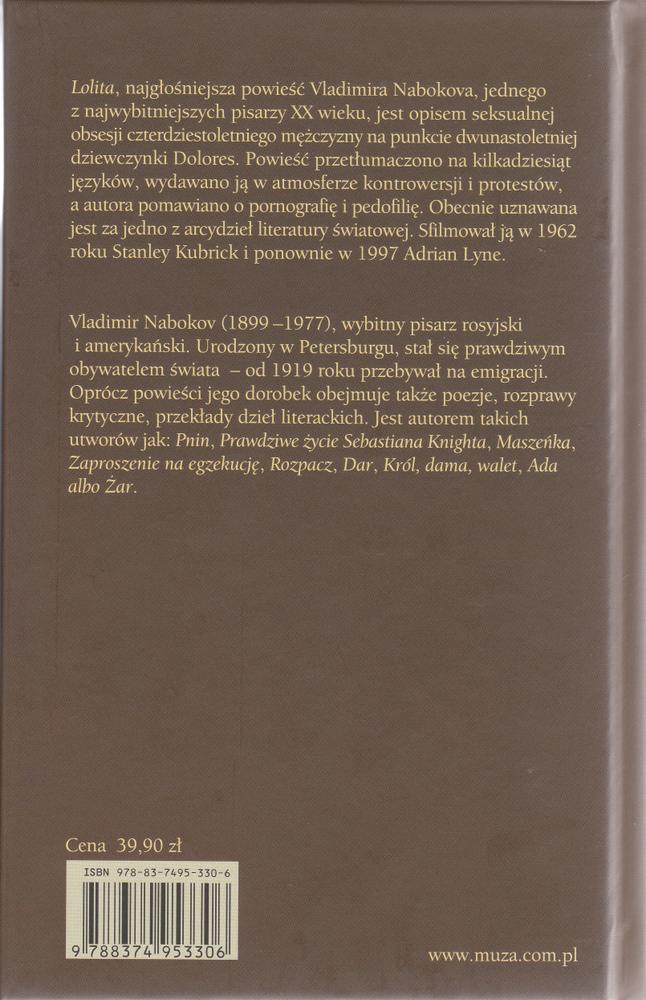 Lolita, najgłośniejsza powieść Vladimira Nabokova, jednego
z najwybitniejszych pisarzy XX wieku, jest opisem seksualnej
obsesji czterdziestoletniego mężczyzny na punkcie dwunastoletniej
dziewczynki Dolores. Powieść przetłumaczono na kilkadziesiąt
języków, wydawano ją w atmosferze kontrowersji i protestów,
a autora pomawiano o pornografię i pedofilię. Obecnie uznawana
jest za jedno z arcydzieł literatury światowej. Sfilmował ją w 1962
roku Stanley Kubrick i ponownie w 1997 Adrian Lyne.
Vladimir Nabokov (1899–1977), wybitny pisarz rosyjski
i amerykański. Urodzony w Petersburgu, stał się prawdziwym
obywatelem świata – od 1919 roku przebywał na emigracji.
Oprócz powieści jego dorobek obejmuje także poezje, rozprawy
krytyczne, przekłady dzieł literackich. Jest autorem takich
utworów jak: Pnin, Prawdziwe życie Sebastiana Knighta, Maszeńka,
Zaproszenie na egzekucję, Rozpacz, Dar, Król, dama, walet, Ada
albo Żar.
Cena 39,90 zł
ISBN 978-83-7495-330-6
9 788374 953306
www.muza.com.pl